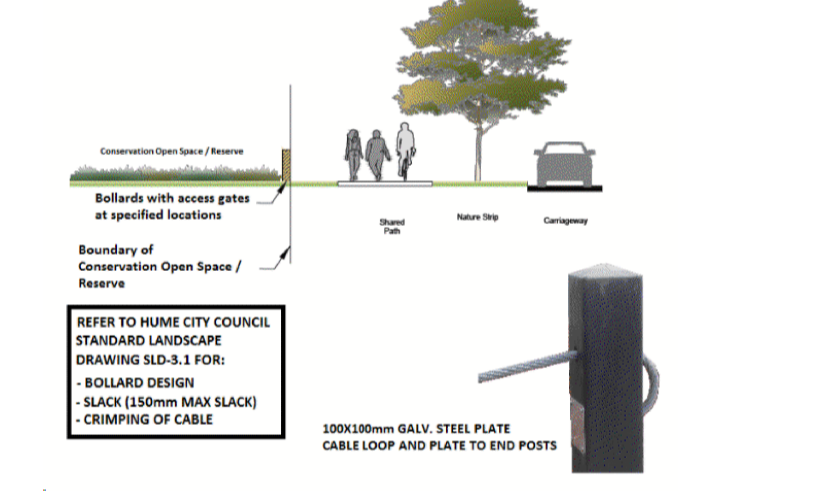 Conservation Open Space / Reserve
Bollards with access gates
at specified locations
Shared
Path
Nature Strip
Carriageway
Boundary of
Conservation Open Space /
Reserve
REFER TO HUME CITY COUNCIL
STANDARD LANDSCAPE
DRAWING SLD-3.1 FOR:
- BOLLARD DESIGN
- SLACK (150mm MAX SLACK)
- CRIMPING OF CABLE
100X100mm GALV. STEEL PLATE
CABLE LOOP AND PLATE TO END POSTS